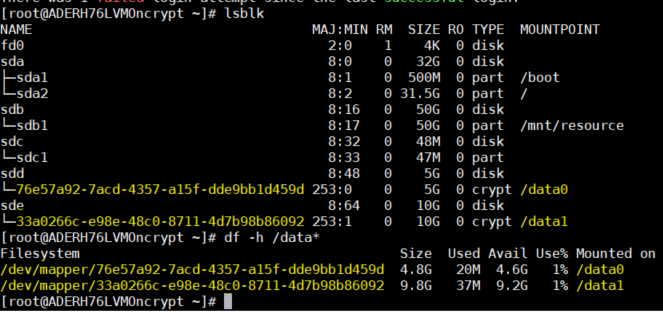 There was 1 failed login attempt since the last successful login.
[root@ADERH76LVMOncrypt ~]# lsblk
NAME                                   MAJ:MIN RM  SIZE RO TYPE  MOUNTPOINT
fd0                                      2:0    1    4K  0 disk
sda                                      8:0    0   32G  0 disk
├─sda1                                   8:1    0  500M  0 part  /boot
└─sda2                                   8:2    0 31.5G  0 part  /
sdb                                      8:16   0   50G  0 disk
└─sdb1                                   8:17   0   50G  0 part  /mnt/resource
sdc                                      8:32   0   48M  0 disk
└─sdc1                                   8:33   0   47M  0 part
sdd                                      8:48   0    5G  0 disk
└─76e57a92-7acd-4357-a15f-dde9bb1d459d 253:0    0    5G  0 crypt /data0
sde                                      8:64   0   10G  0 disk
└─33a0266c-e98e-48c0-8711-4d7b98b86092 253:1    0   10G  0 crypt /data1
[root@ADERH76LVMOncrypt ~]# df -h /data*
Filesystem                                        Size  Used Avail Use% Mounted on
/dev/mapper/76e57a92-7acd-4357-a15f-dde9bb1d459d  4.8G   20M  4.6G   1% /data0
/dev/mapper/33a0266c-e98e-48c0-8711-4d7b98b86092  9.8G   37M  9.2G   1% /data1
[root@ADERH76LVMOncrypt ~]#